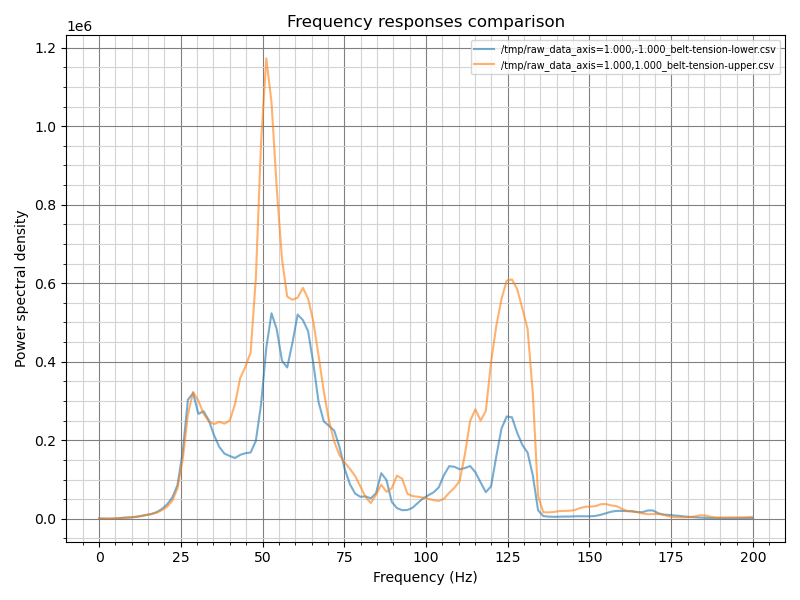 Frequency responses comparison
1e6
/tmp/raw_data_axis=1.000,-1.000_belt-tension-lower.csv
/tmp/raw_data_axis=1.000,1.000_belt-tension-upper.csv
1.2
1.0
0.8
0.6
0.4
0.2
0.0
Power spectral density
0 25 50 75 100 125 150 175 200
Frequency (Hz)